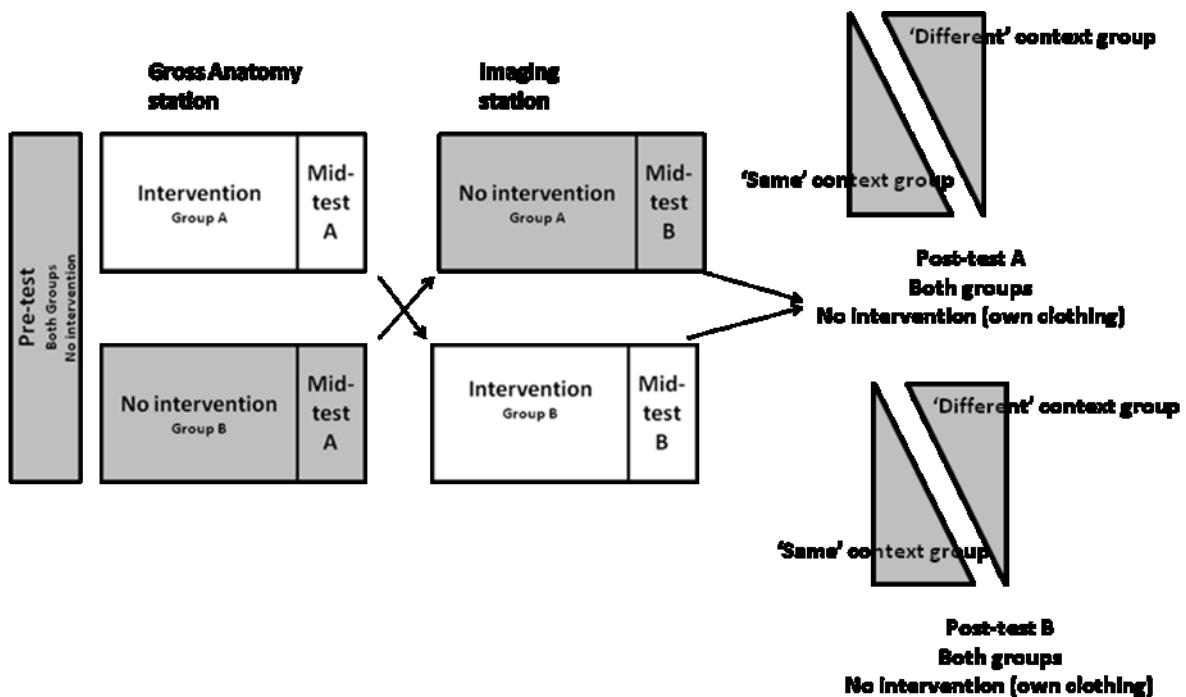 Gross Anatomy
station
Imaging
station
Pre-test
Both Groups
No intervention
Intervention
Group A
Mid-
test
A
No intervention
Group A
Mid-
test
B
No intervention
Group B
Mid-
test
A
Intervention
Group B
Mid-
test
B
‘Different’ context group
‘Same’ context group
Post-test A
Both groups
No intervention (own clothing)
‘Different’ context group
‘Same’ context group
Post-test B
Both groups
No intervention (own clothing)